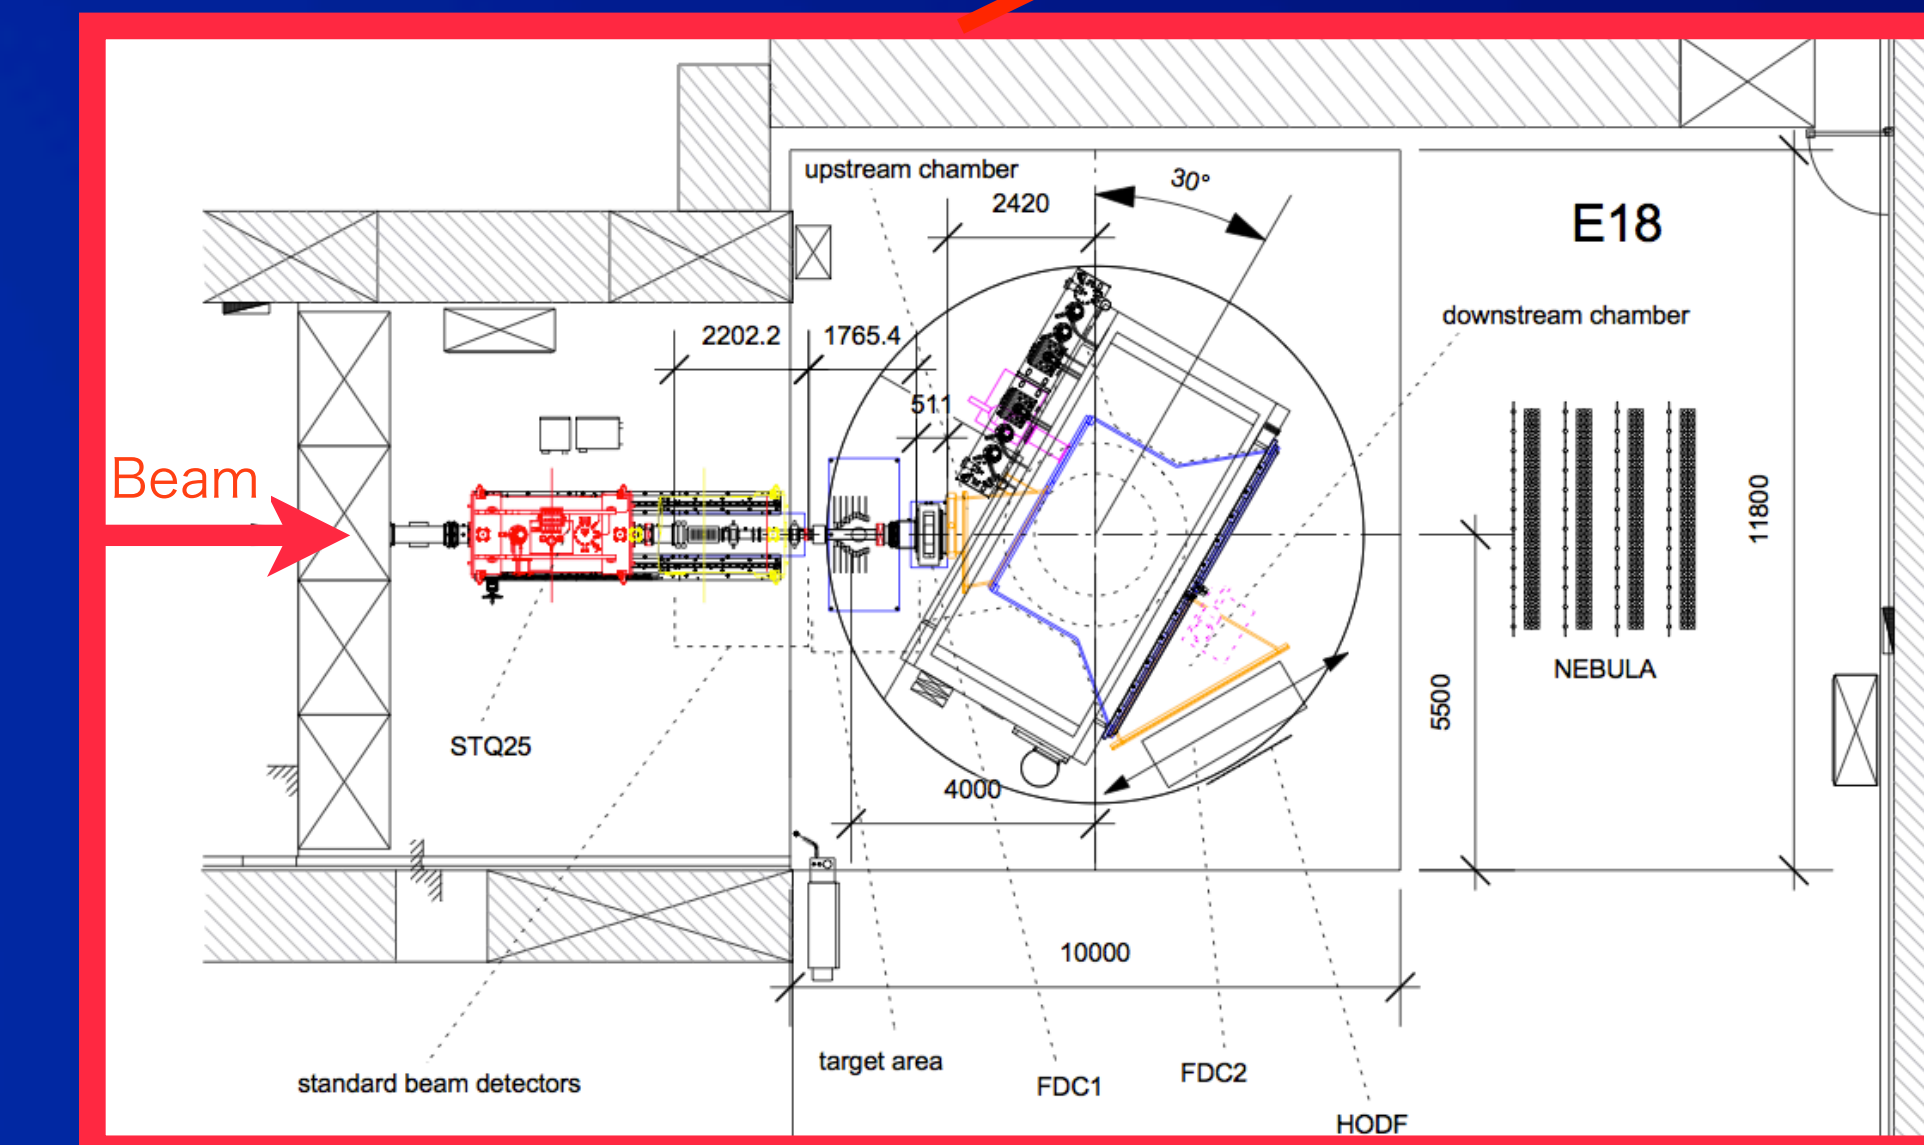 upstream chamber
30°
2420
E18
downstream chamber
2202.2
1765.4
511
Beam
11800
NEBULA
5500
STQ25
4000
10000
target area
standard beam detectors
FDC1
FDC2
HODF